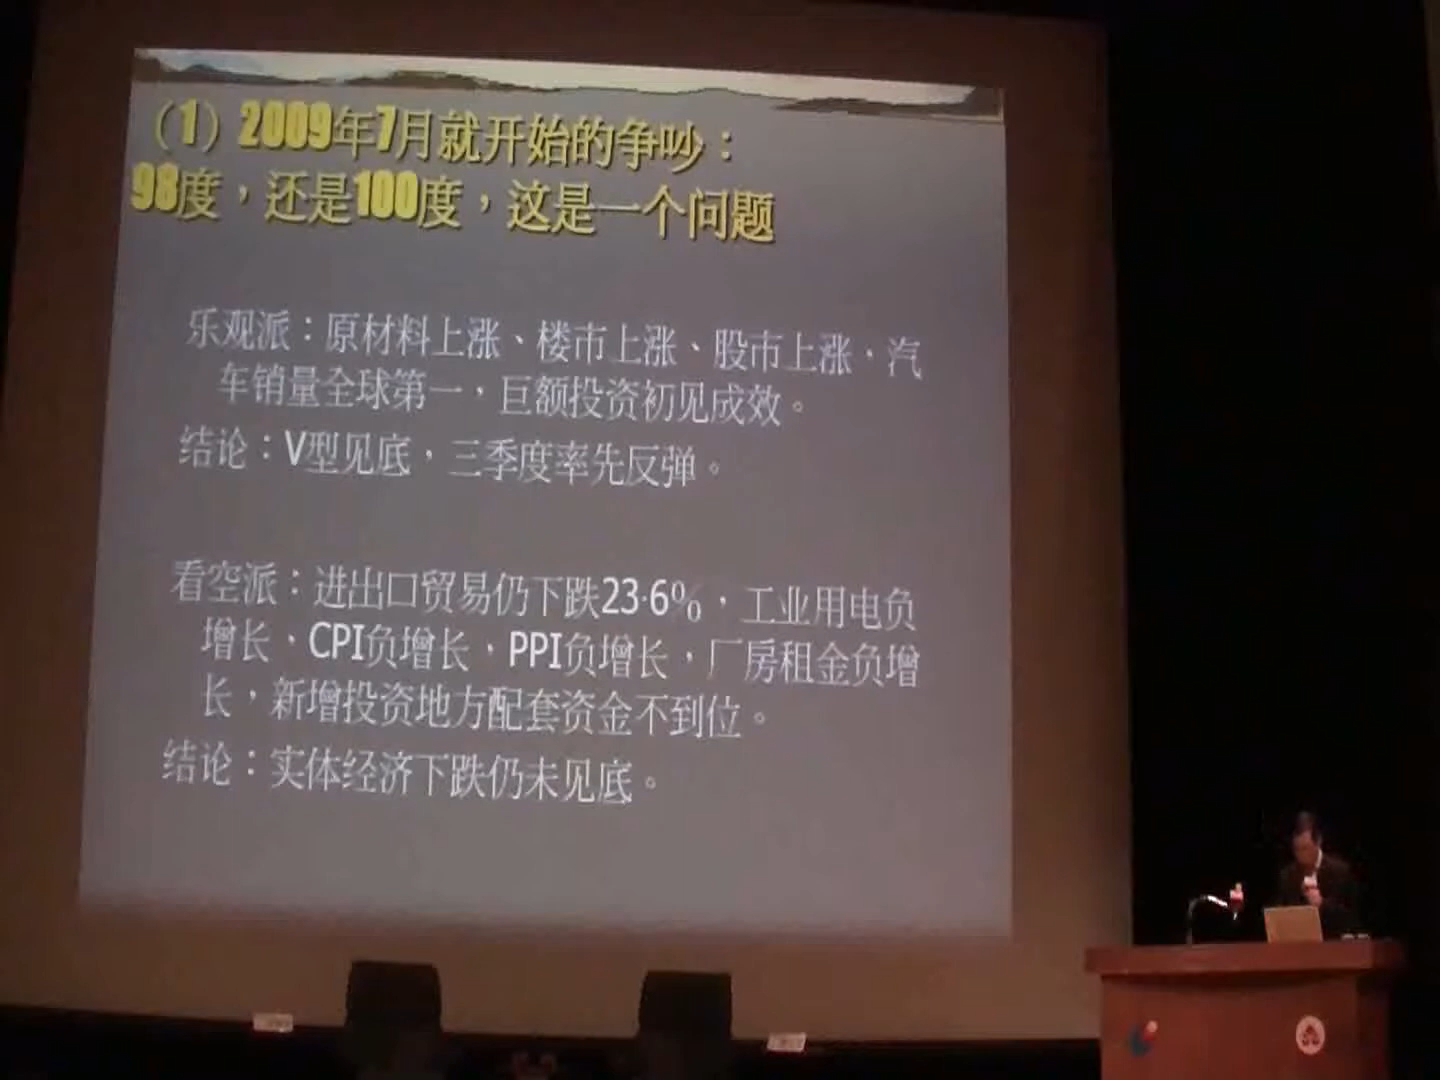 （1）2009年7月就开始的争吵：
98度，还是100度，这是一个问题
乐观派：原材料上涨、楼市上涨、股市上涨，汽
车销量全球第一，巨额投资初见成效。
结论：V型见底，三季度率先反弹。
看空派：进出口贸易仍下跌23.6%，工业用电负
增长、CPI负增长，PPI负增长，厂房租金负增
长，新增投资地方配套资金不到位。
结论：实体经济下跌仍未见底。